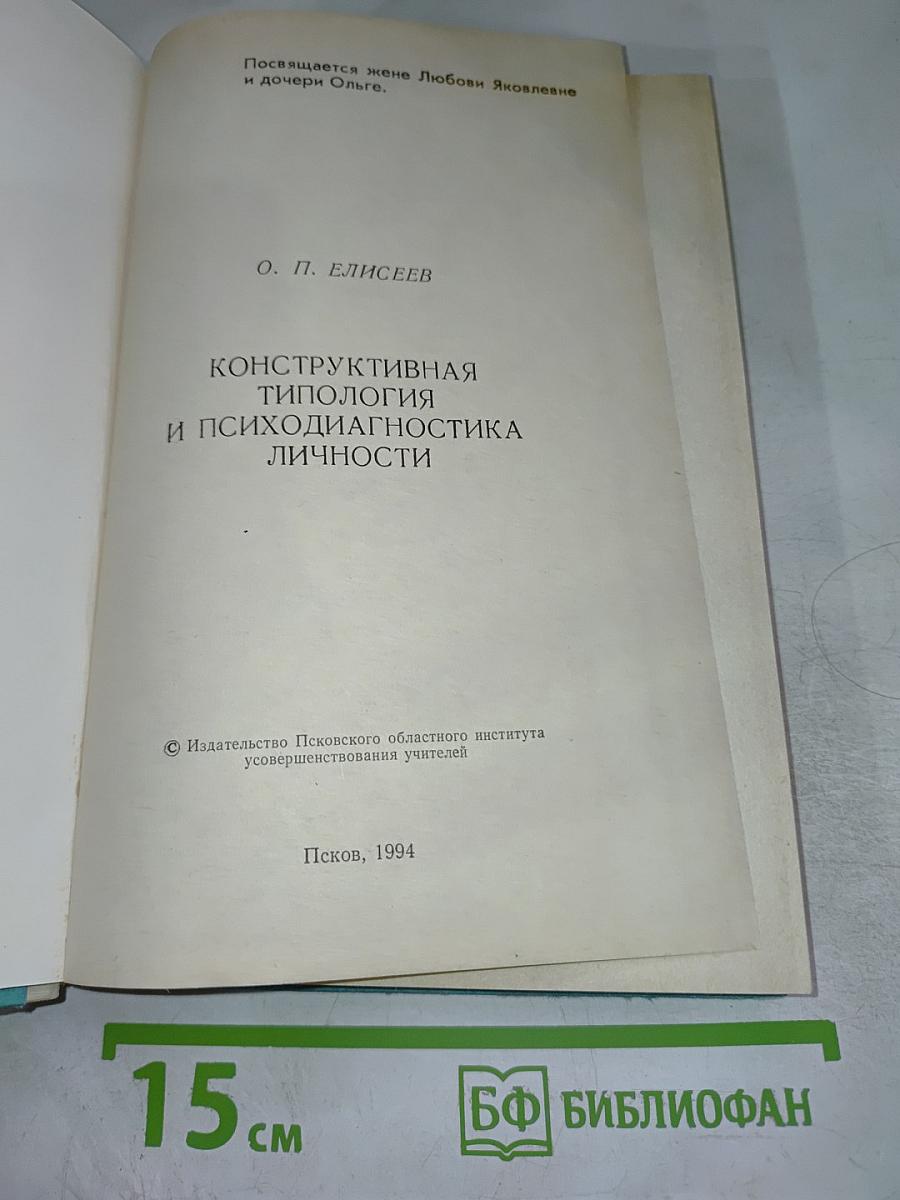 Посвящается жене Любови Яковлевне
и дочери Ольге.
О. П. ЕЛИСЕЕВ
КОНСТРУКТИВНАЯ
ТИПОЛОГИЯ
И ПСИХОДИАГНОСТИКА
ЛИЧНОСТИ
© Издательство Псковского областного института
усовершенствования учителей
Псков, 1994
15 см
БФ БИБЛИОФАН